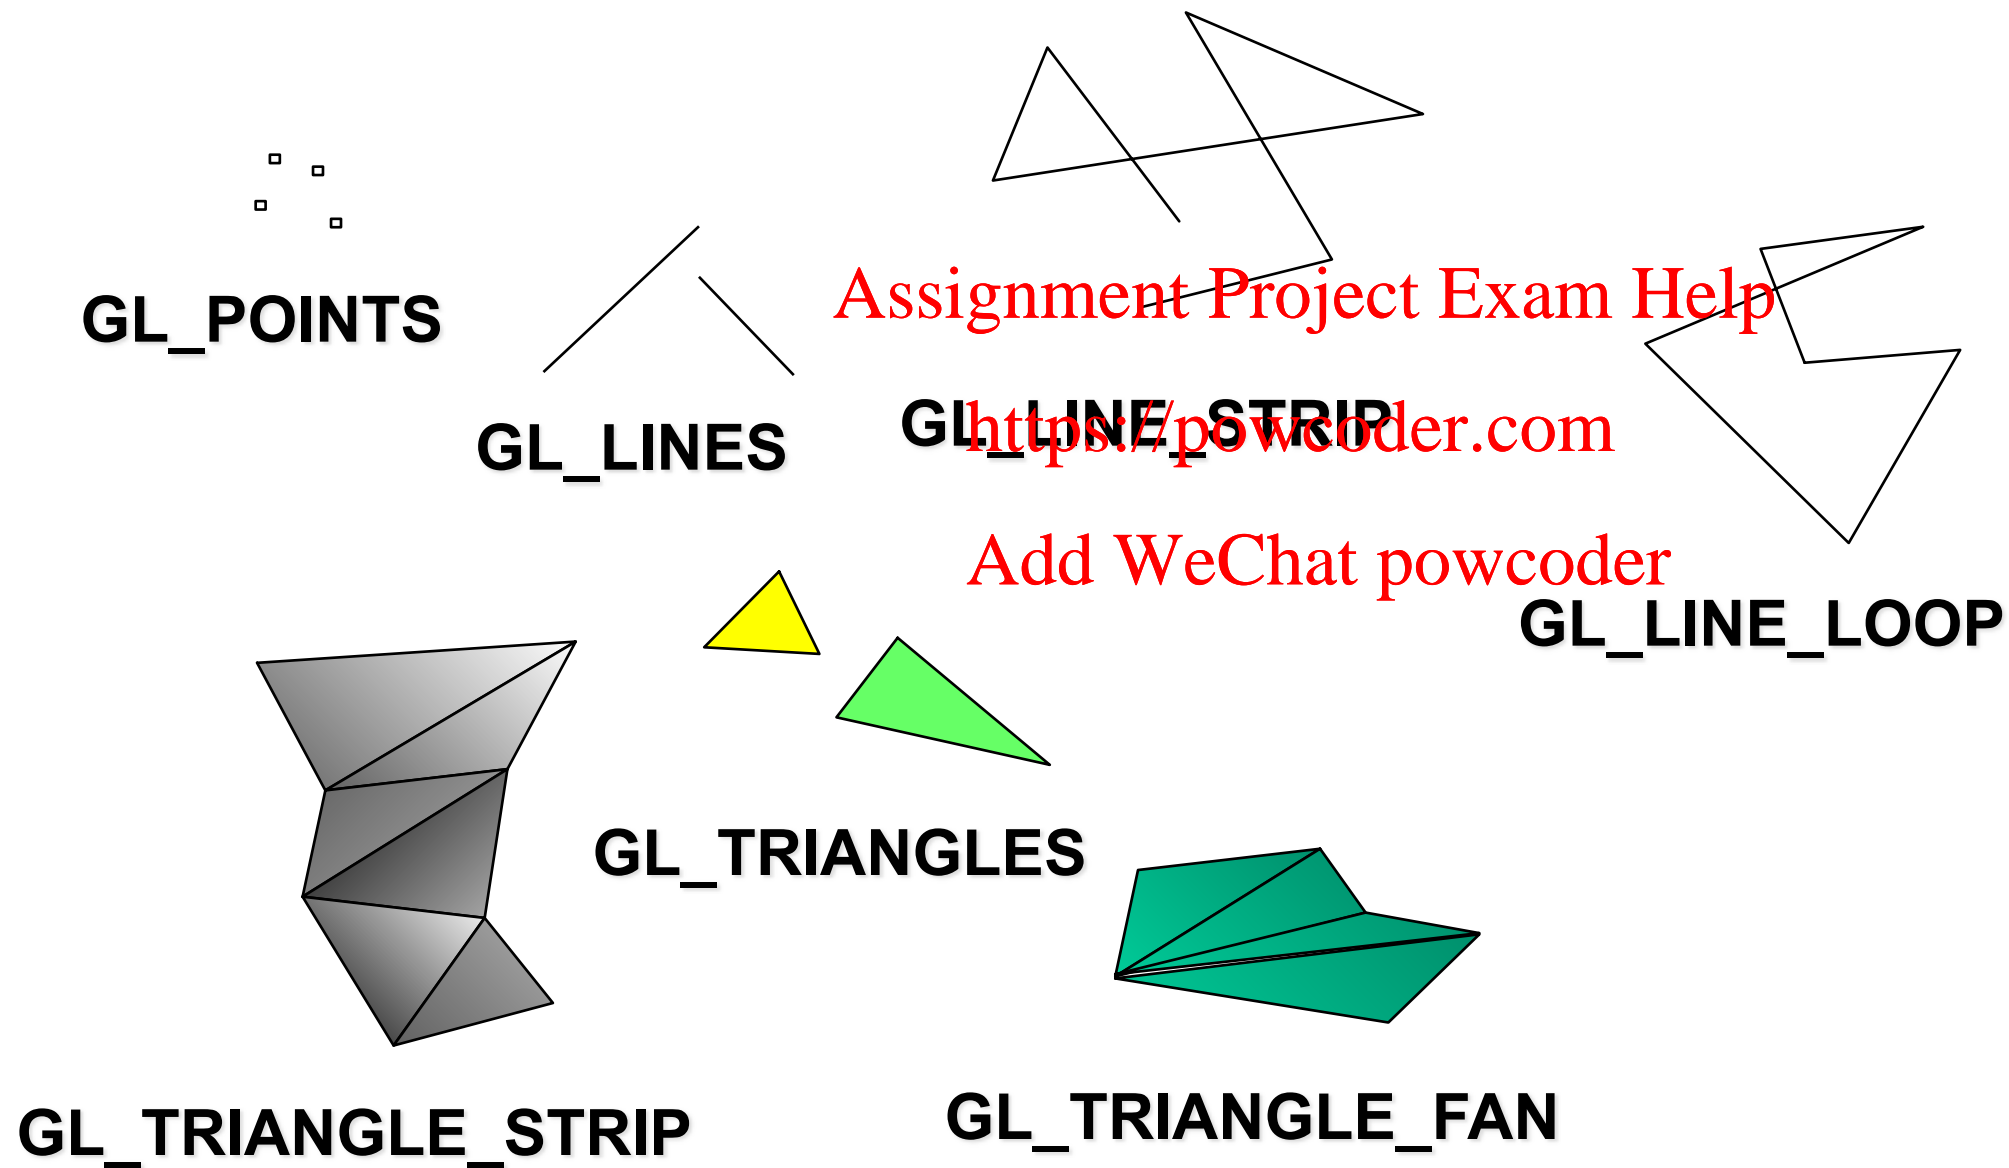 GL_POINTS
Assignment Project Exam Help
GL_LINES
GL_LINE_STRIP
https://powcoder.com
Add WeChat powcoder
GL_LINE_LOOP
GL_TRIANGLES
GL_TRIANGLE_STRIP
GL_TRIANGLE_FAN